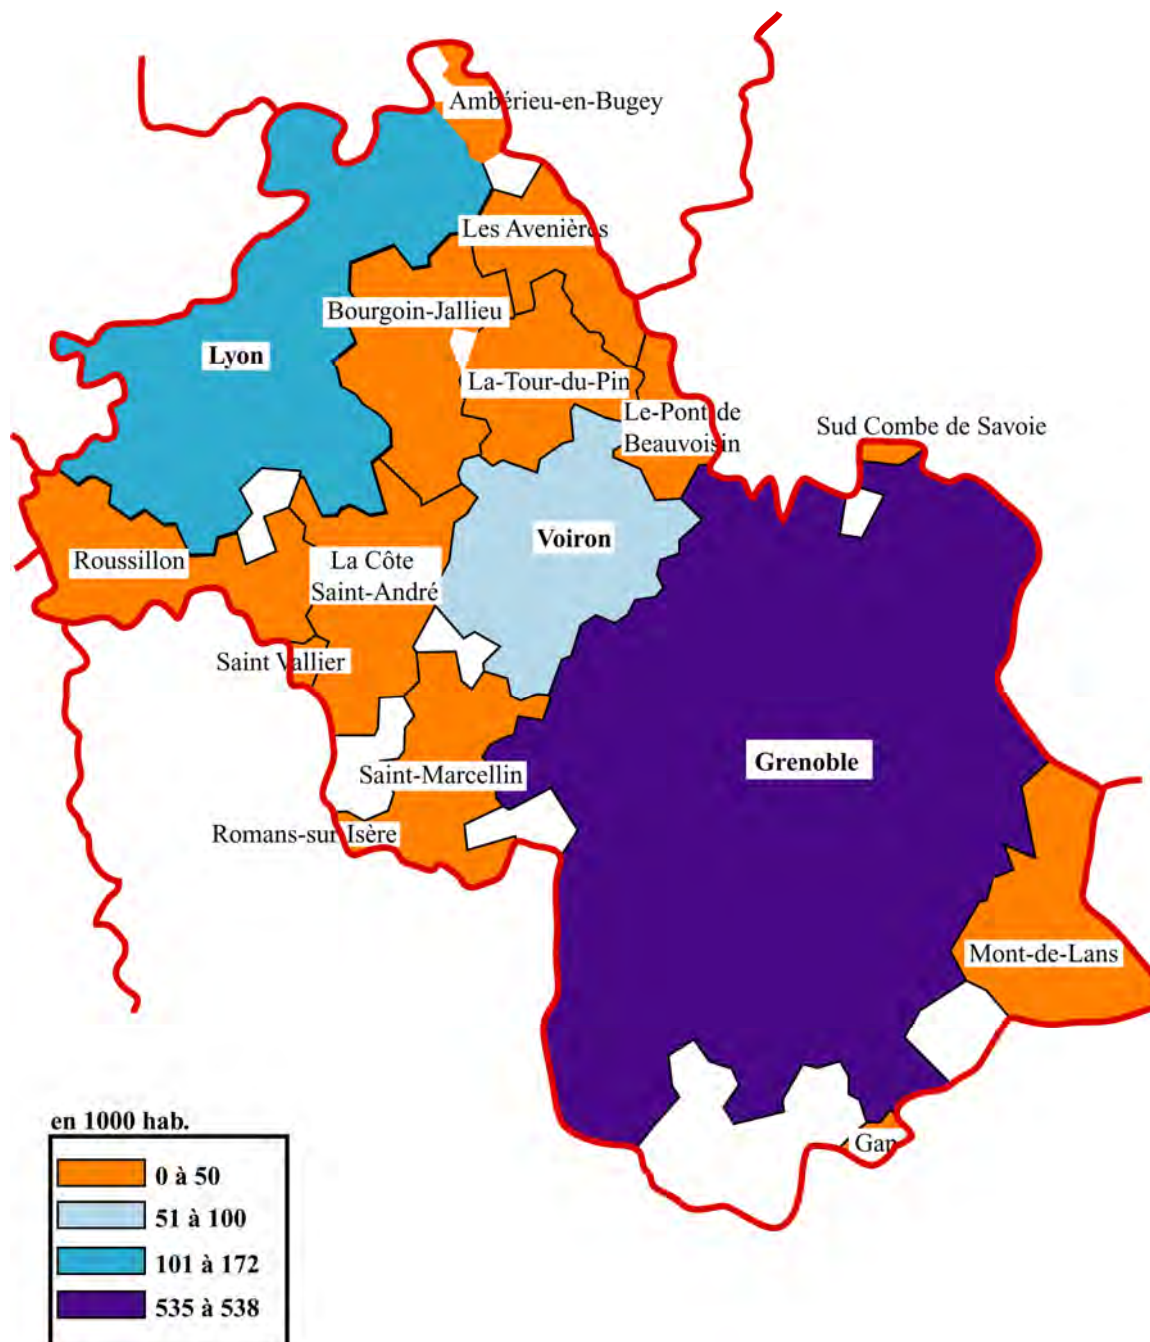 Ambérieu-en-Bugey
Les Avenières
Bourgoin-Jallieu
Lyon
La-Tour-du-Pin
Le-Pont de
Beauvoisin
Sud Combe de Savoie
Voiron
Roussillon
La Côte
Saint-André
Saint Vallier
Grenoble
Saint-Marcellin
Romans-sur-Isère
Mont-de-Lans
Gap
en 1000 hab.
0 à 50
51 à 100
101 à 172
535 à 538